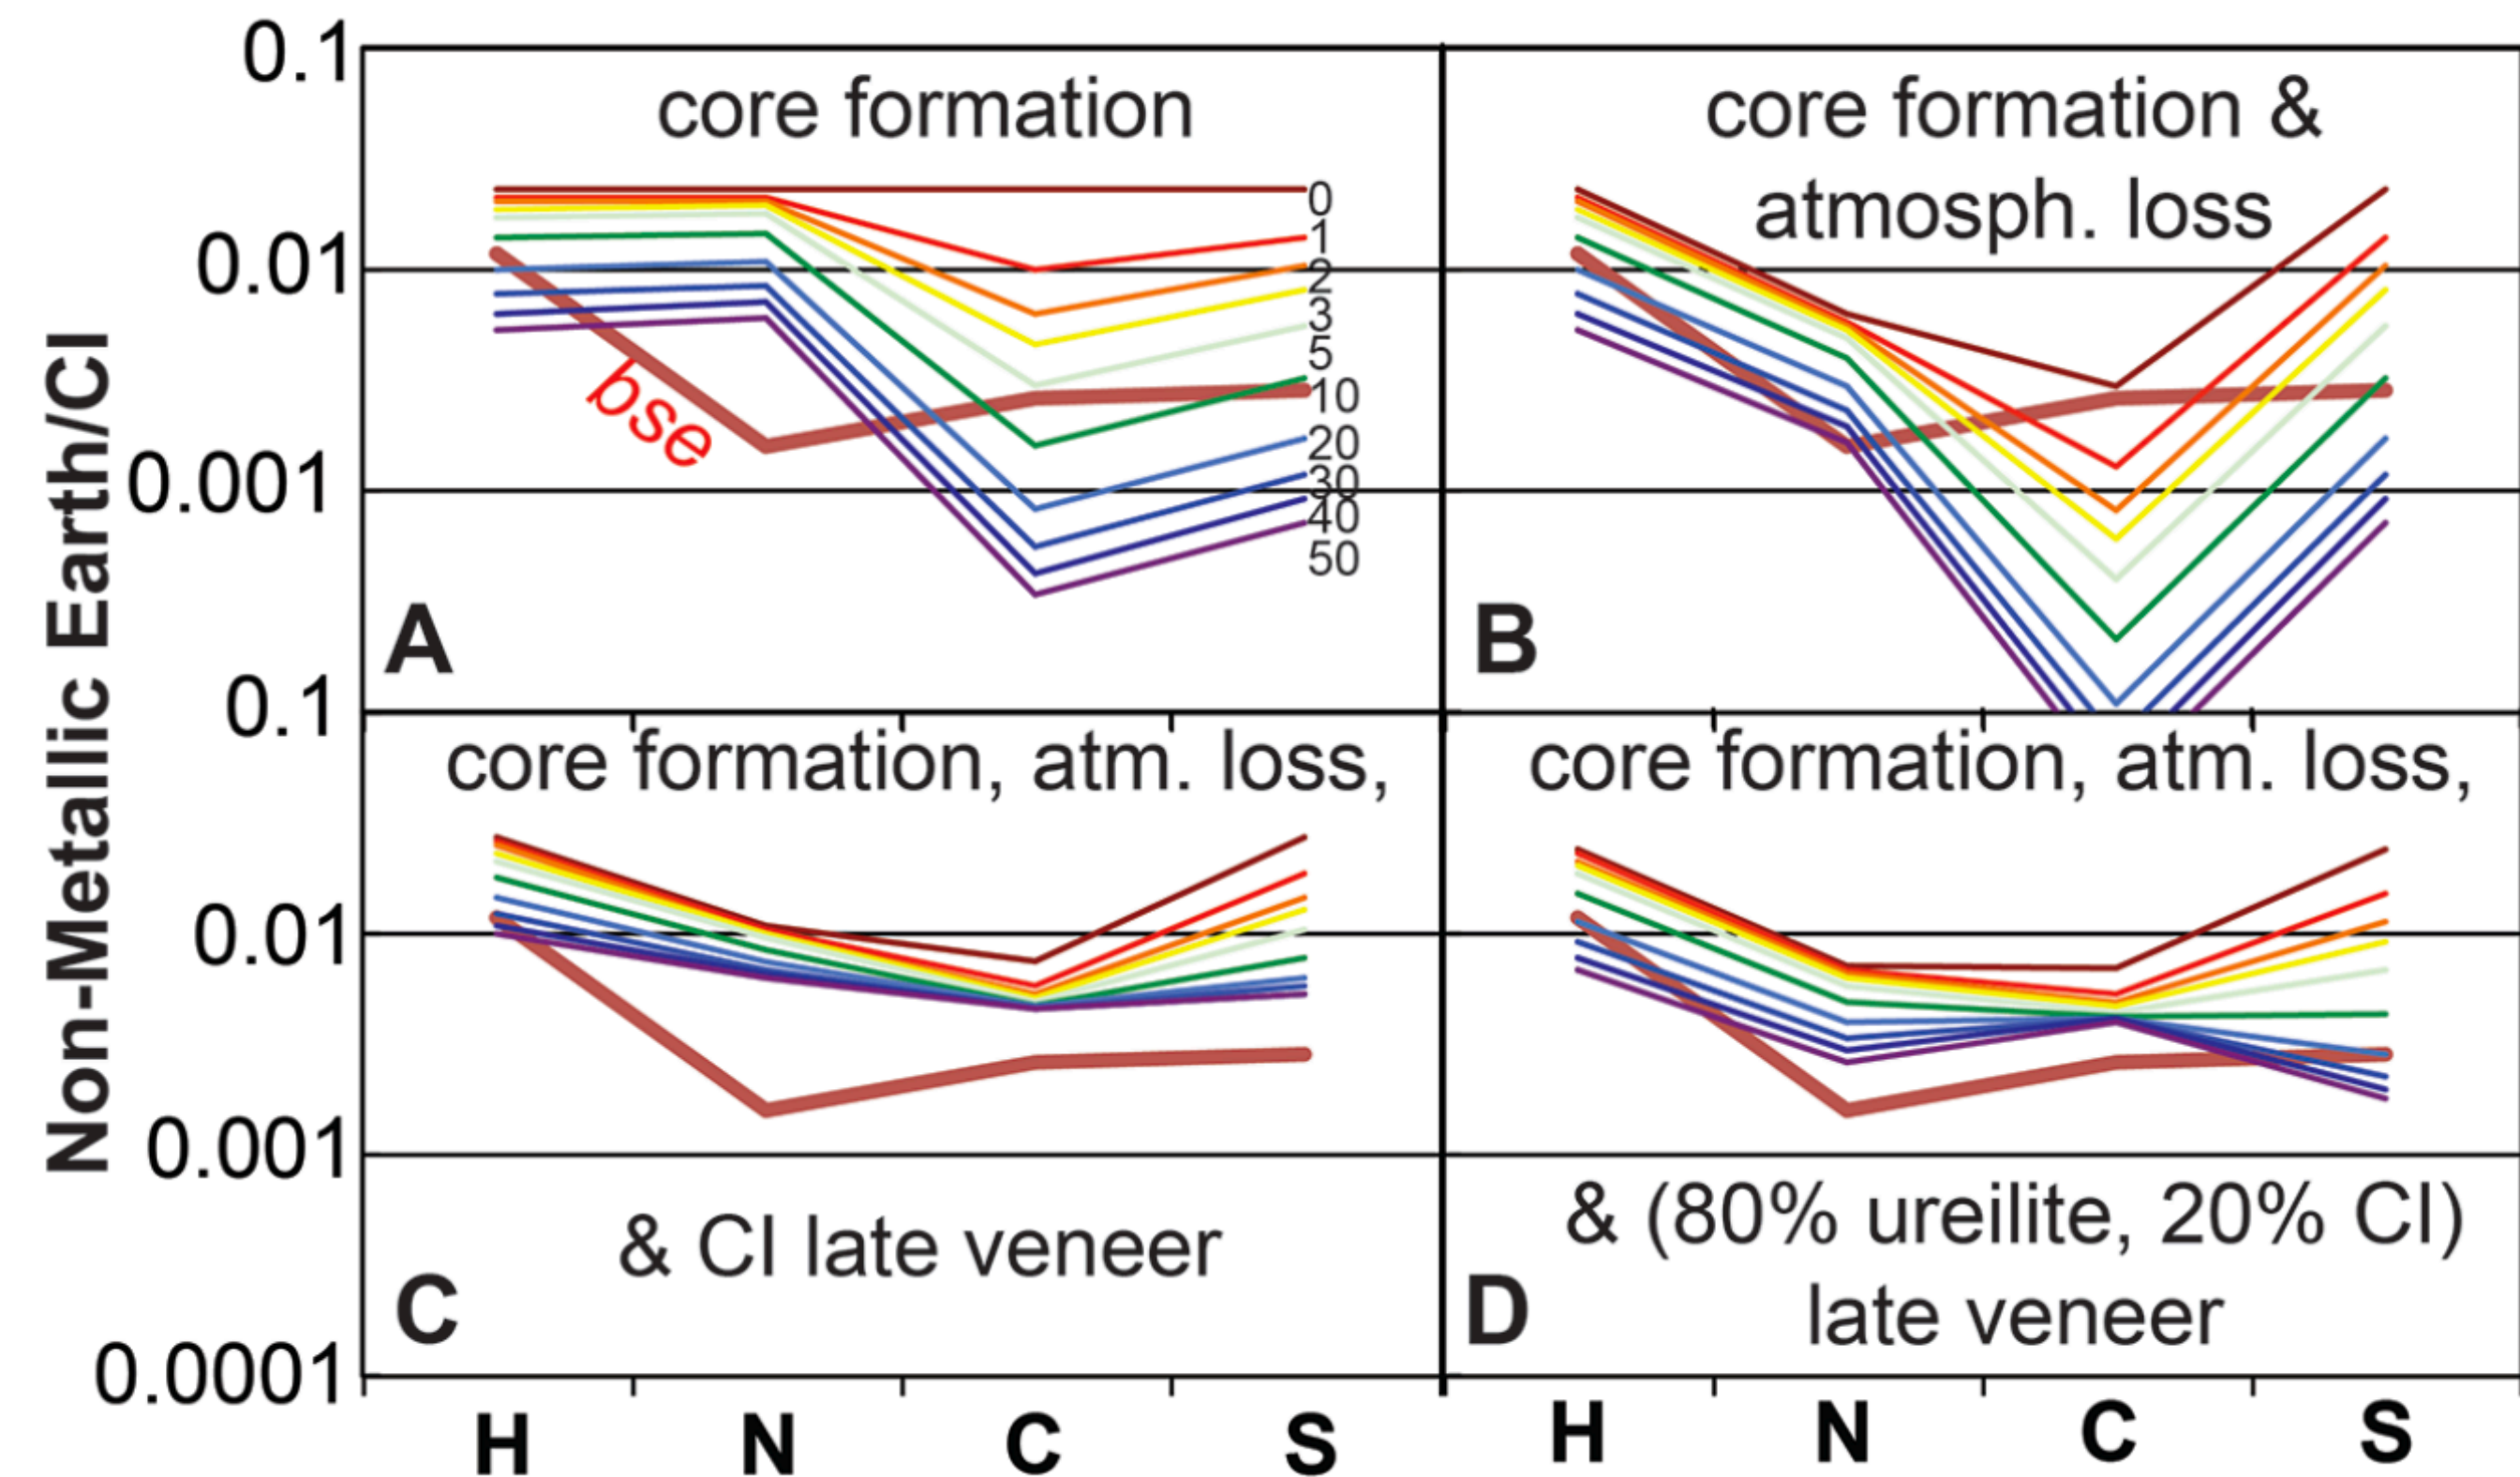 Non-Metallic Earth/CI
0.1
0.01
0.001
0.1
0.01
0.001
0.0001
core formation
0
1
2
3
5
10
20
30
40
50
bse
A
core formation &
atmosph. loss
B
core formation, atm. loss,
& CI late veneer
C
core formation, atm. loss,
& (80% ureilite, 20% CI)
late veneer
D
H N C S
H N C S